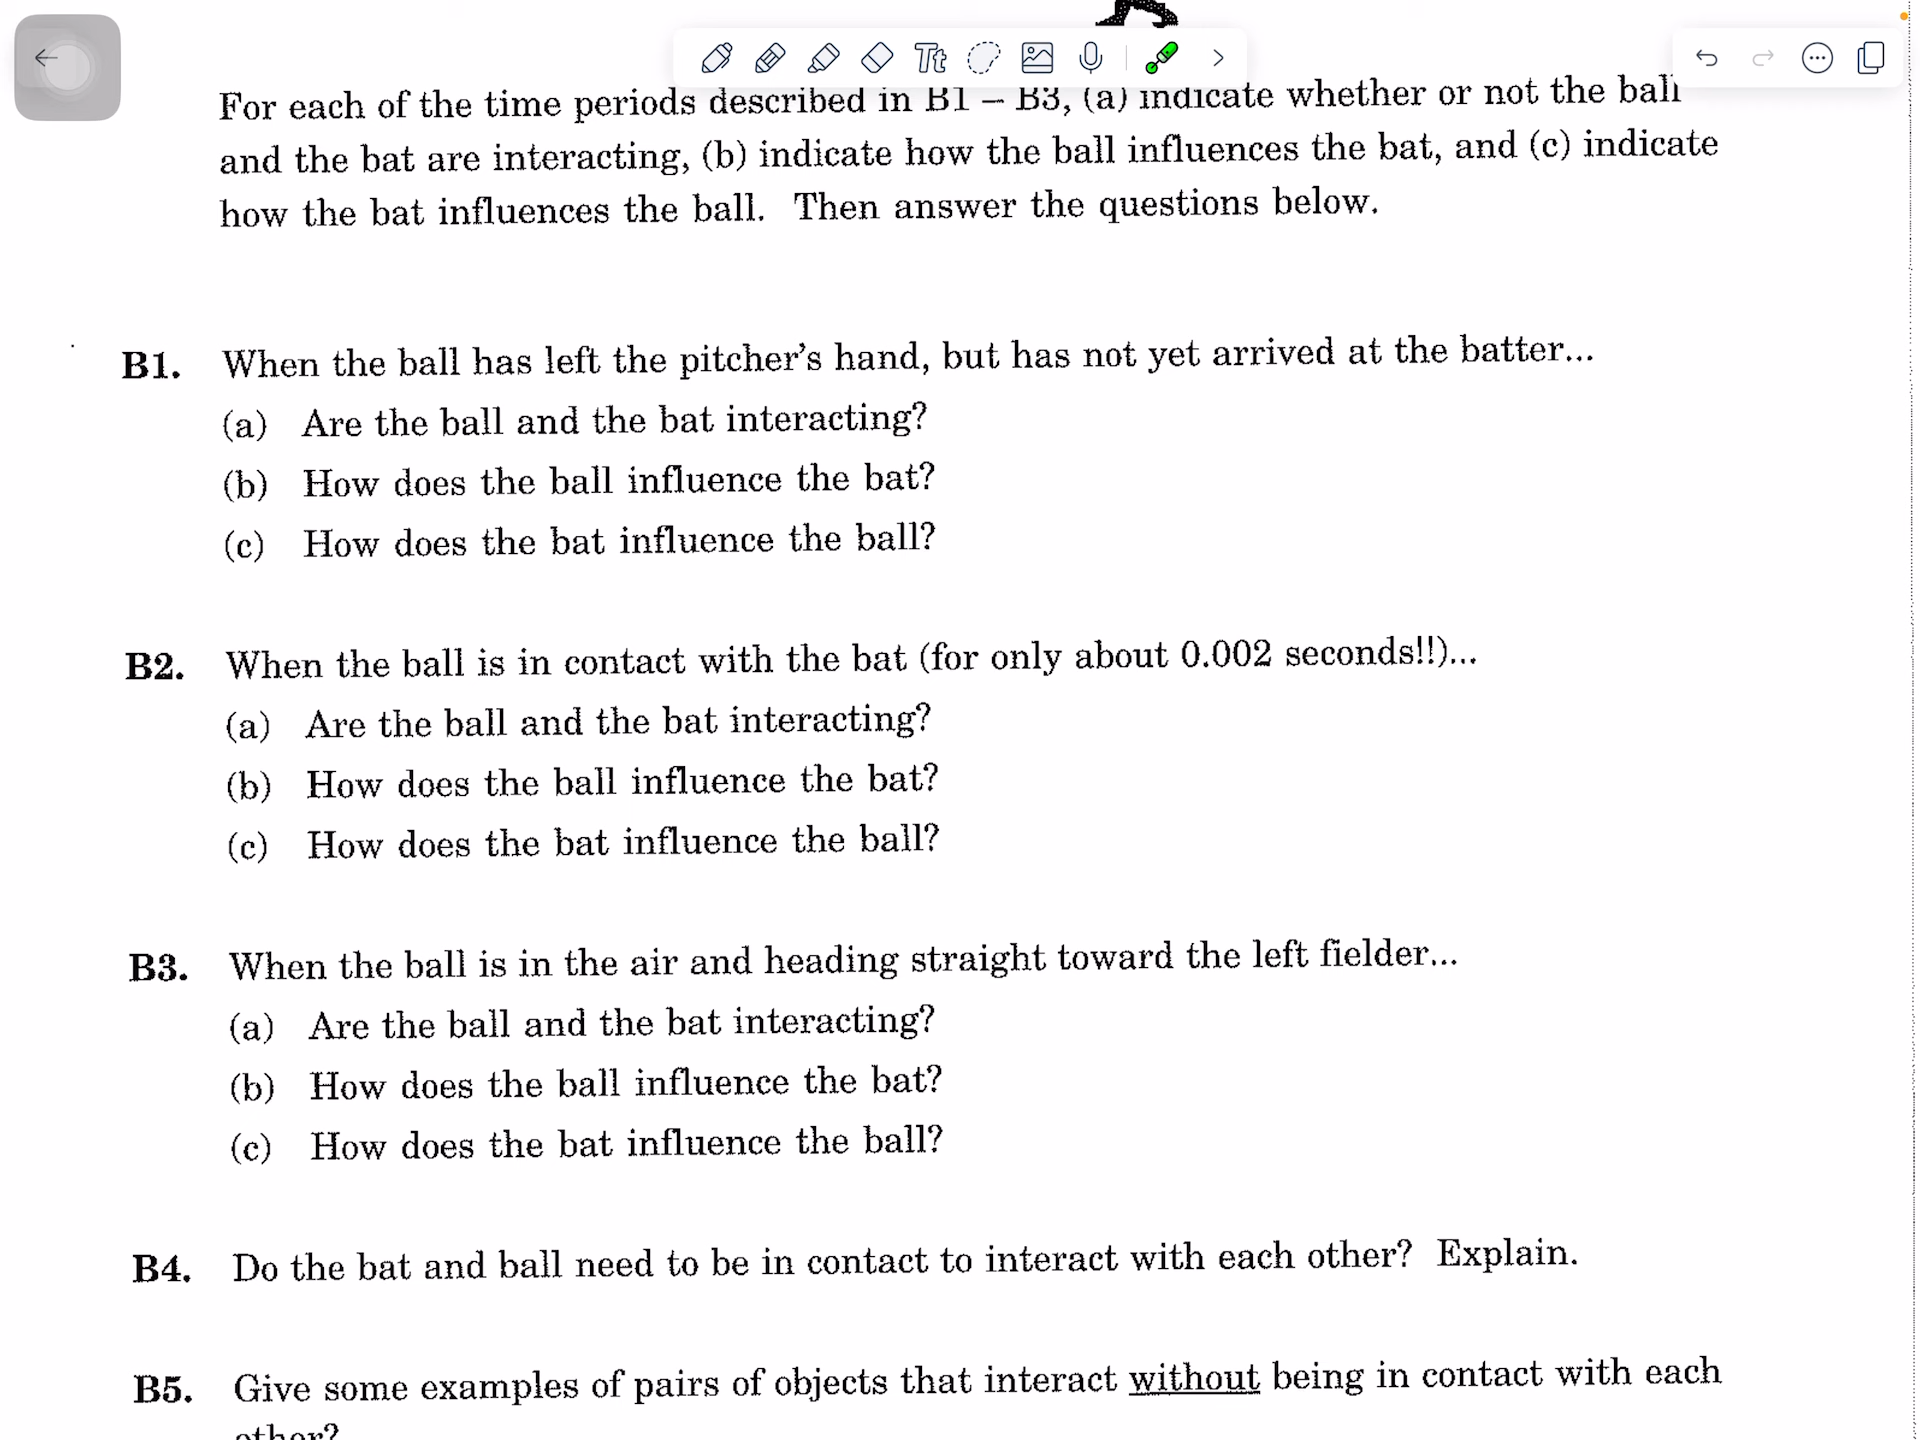 Tt
For each of the time periods described in B1 – B3, (a) indicate whether or not the ball
and the bat are interacting, (b) indicate how the ball influences the bat, and (c) indicate
how the bat influences the ball. Then answer the questions below.
B1. When the ball has left the pitcher's hand, but has not yet arrived at the batter...
(a) Are the ball and the bat interacting?
(b) How does the ball influence the bat?
(c) How does the bat influence the ball?
B2. When the ball is in contact with the bat (for only about 0.002 seconds!!)...
(a) Are the ball and the bat interacting?
(b) How does the ball influence the bat?
(c) How does the bat influence the ball?
B3. When the ball is in the air and heading straight toward the left fielder...
(a) Are the ball and the bat interacting?
(b) How does the ball influence the bat?
(c) How does the bat influence the ball?
B4. Do the bat and ball need to be in contact to interact with each other? Explain.
B5. Give some examples of pairs of objects that interact without being in contact with each
other?